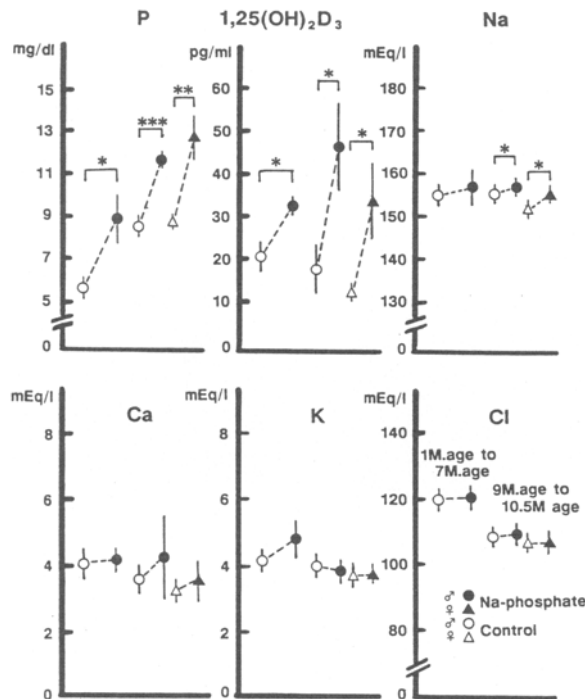 P
mg/dl
15
13
11
9
8
5
0
*
***
**
1,25(OH)₂D₃
pg/ml
60
50
40
30
20
10
0
*
*
*
Na
mEq/l
180
170
160
150
140
130
0
*
*
Ca
mEq/l
8
6
4
2
0
K
mEq/l
8
6
4
2
0
Cl
mEq/l
140
120
100
80
0
1M.age to
7M.age
9M.age to
10.5M age
♂ ● Na-phosphate
♀ ▲
♂ ○ Control
♀ △